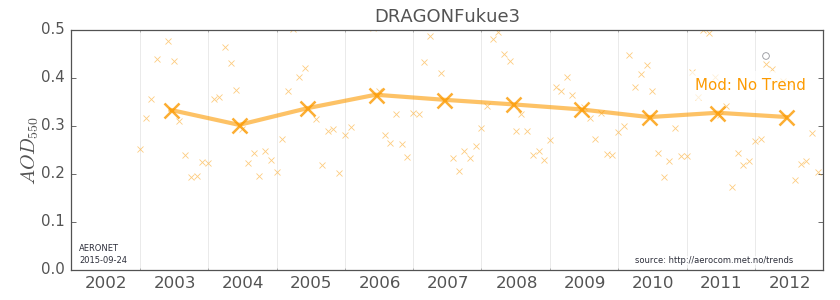 DRAGONFukue3
0.5
0.4
0.3
0.2
0.1
0.0
AOD550
Mod: No Trend
AERONET
2015-09-24
source: http://aerocom.met.no/trends
2002 2003 2004 2005 2006 2007 2008 2009 2010 2011 2012